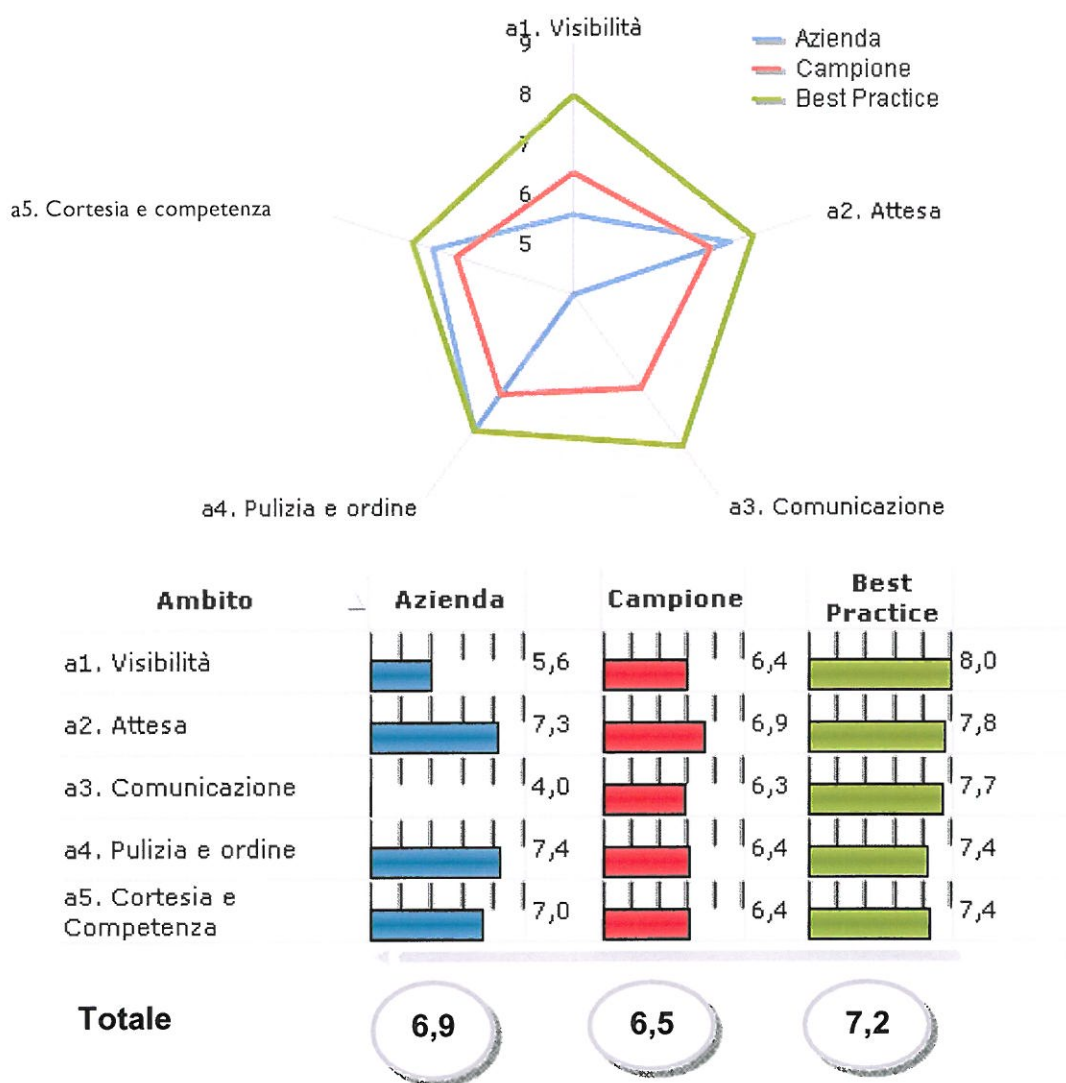 a1. Visibilità
9
8
7
6
5
Azienda
Campione
Best Practice
a5. Cortesia e competenza
a2. Attesa
a4. Pulizia e ordine
a3. Comunicazione
Ambito Azienda Campione Best Practice
a1. Visibilità 5,6 6,4 8,0
a2. Attesa 7,3 6,9 7,8
a3. Comunicazione 4,0 6,3 7,7
a4. Pulizia e ordine 7,4 6,4 7,4
a5. Cortesia e
Competenza 7,0 6,4 7,4
Totale 6,9 6,5 7,2